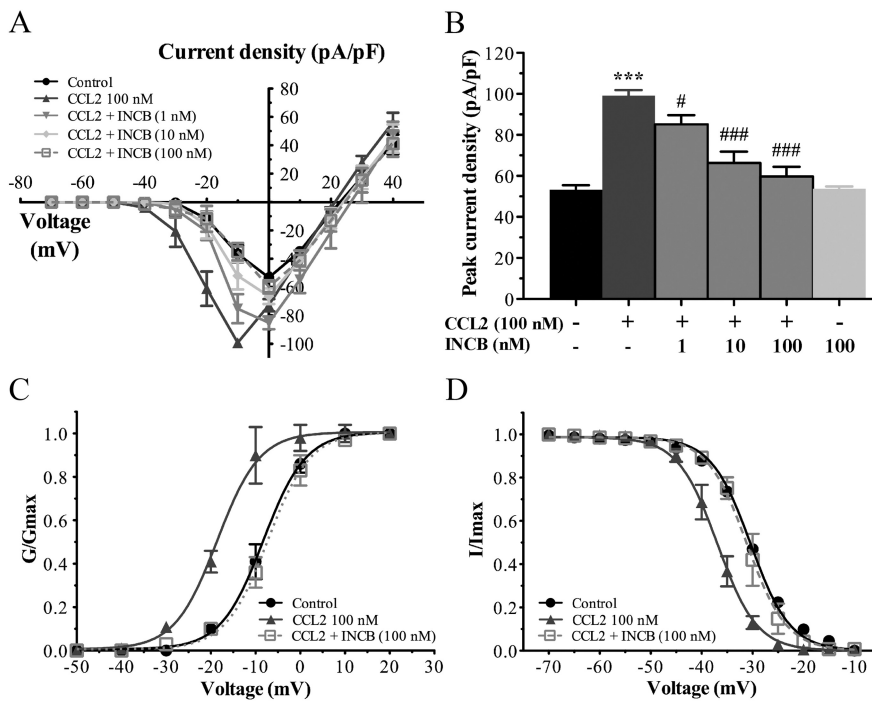 A
Current density (pA/pF)
Control
CCL2 100 nM
CCL2 + INCB (1 nM)
CCL2 + INCB (10 nM)
CCL2 + INCB (100 nM)
80
60
40
20
-80 -60 -40 -20 20 40
Voltage
(mV)
-20
-40
-60
-80
-100
B
Peak current density (pA/pF)
120
100
80
60
40
20
0
*** # ### ###
CCL2 (100 nM) - + + + + -
INCB (nM) - - 1 10 100 100
C
G/Gmax
1.0
0.8
0.6
0.4
0.2
0.0
Control
CCL2 100 nM
CCL2 + INCB (100 nM)
-50 -40 -30 -20 -10 0 10 20 30
Voltage (mV)
D
I/Imax
1.0
0.8
0.6
0.4
0.2
0.0
Control
CCL2 100 nM
CCL2 + INCB (100 nM)
-70 -60 -50 -40 -30 -20 -10
Voltage (mV)